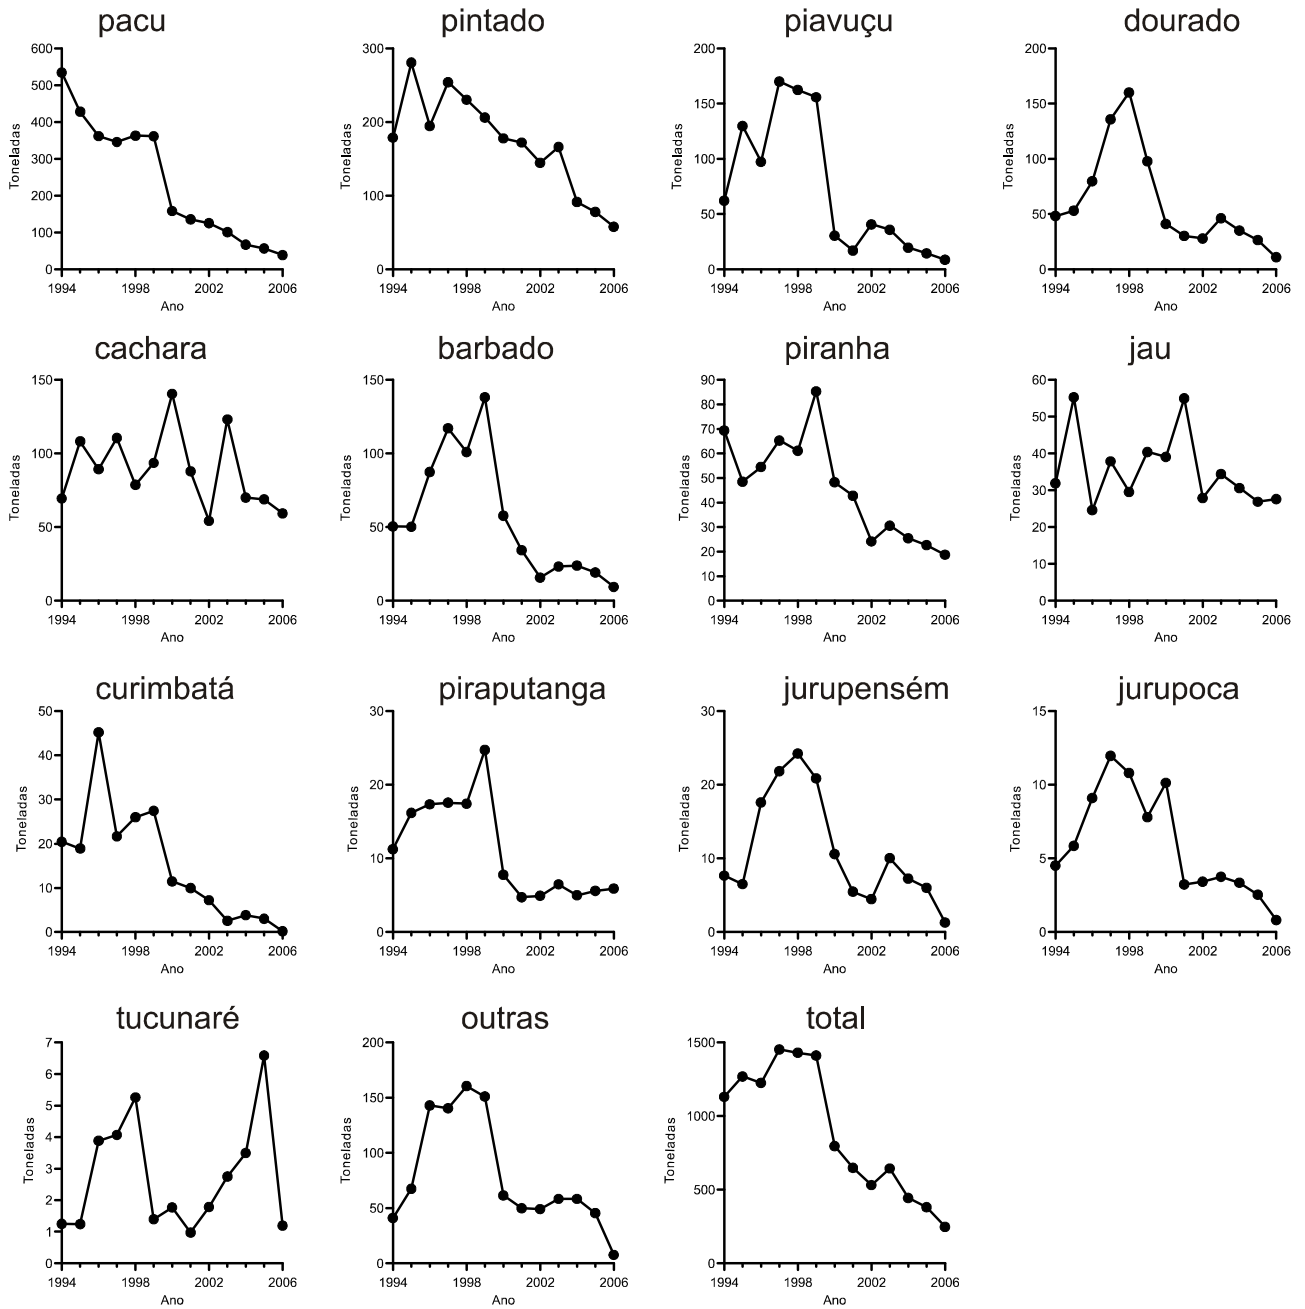 pacu
pintado
piavuçu
dourado
600
500
400
300
200
100
0
Toneladas
1994 1998 2002 2006
Ano
300
200
100
0
Toneladas
1994 1998 2002 2006
Ano
200
150
100
50
0
Toneladas
1994 1998 2002 2006
Ano
200
150
100
50
0
Toneladas
1994 1998 2002 2006
Ano
cachara
barbado
piranha
jau
150
100
50
0
Toneladas
1994 1998 2002 2006
Ano
150
100
50
0
Toneladas
1994 1998 2002 2006
Ano
90
80
70
60
50
40
30
20
10
0
Toneladas
1994 1998 2002 2006
Ano
60
50
40
30
20
10
0
Toneladas
1994 1998 2002 2006
Ano
curimbatá
piraputanga
jurupensém
jurupoca
50
40
30
20
10
0
Toneladas
1994 1998 2002 2006
Ano
30
20
10
0
Toneladas
1994 1998 2002 2006
Ano
30
20
10
0
Toneladas
1994 1998 2002 2006
Ano
15
10
5
0
Toneladas
1994 1998 2002 2006
Ano
tucunaré
outras
total
7
6
5
4
3
2
1
0
Toneladas
1994 1998 2002 2006
Ano
200
150
100
50
0
Toneladas
1994 1998 2002 2006
Ano
1500
1000
500
0
Toneladas
1994 1998 2002 2006
Ano